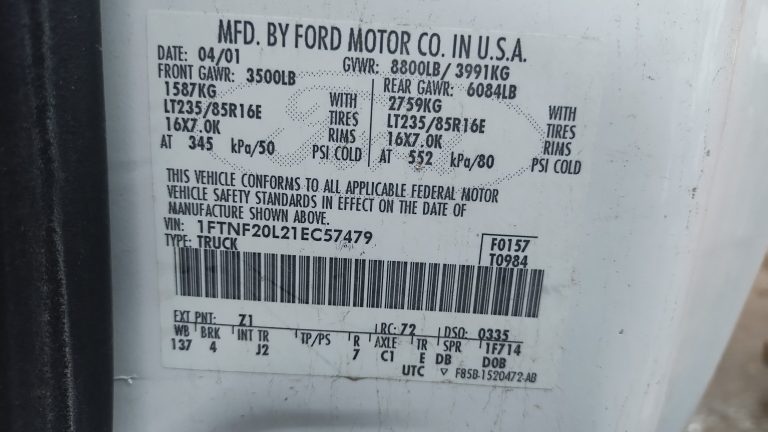 MFD. BY FORD MOTOR CO. IN U.S.A.
DATE: 04/01 GVWR: 8800LB/ 3991KG
FRONT GAWR: 3500LB REAR GAWR: 6084LB
1587KG WITH 2759KG WITH
LT235/85R16E TIRES LT235/85R16E TIRES
16X7.0K RIMS 16X7.0K RIMS
AT 345 kPa/50 PSI COLD AT 552 kPa/80 PSI COLD
THIS VEHICLE CONFORMS TO ALL APPLICABLE FEDERAL MOTOR
VEHICLE SAFETY STANDARDS IN EFFECT ON THE DATE OF
MANUFACTURE SHOWN ABOVE.
VIN: 1FTNF20L21EC57479 F0157
TYPE: TRUCK T0984
EXT PNT: Z1 RC: 72 DSO: 0335
WB BRK INT TR TP/PS R AXLE TR SPR 1F714
137 4 J2 7 C1 E DB DOB
UTC ▽ F85B-1520472-AB